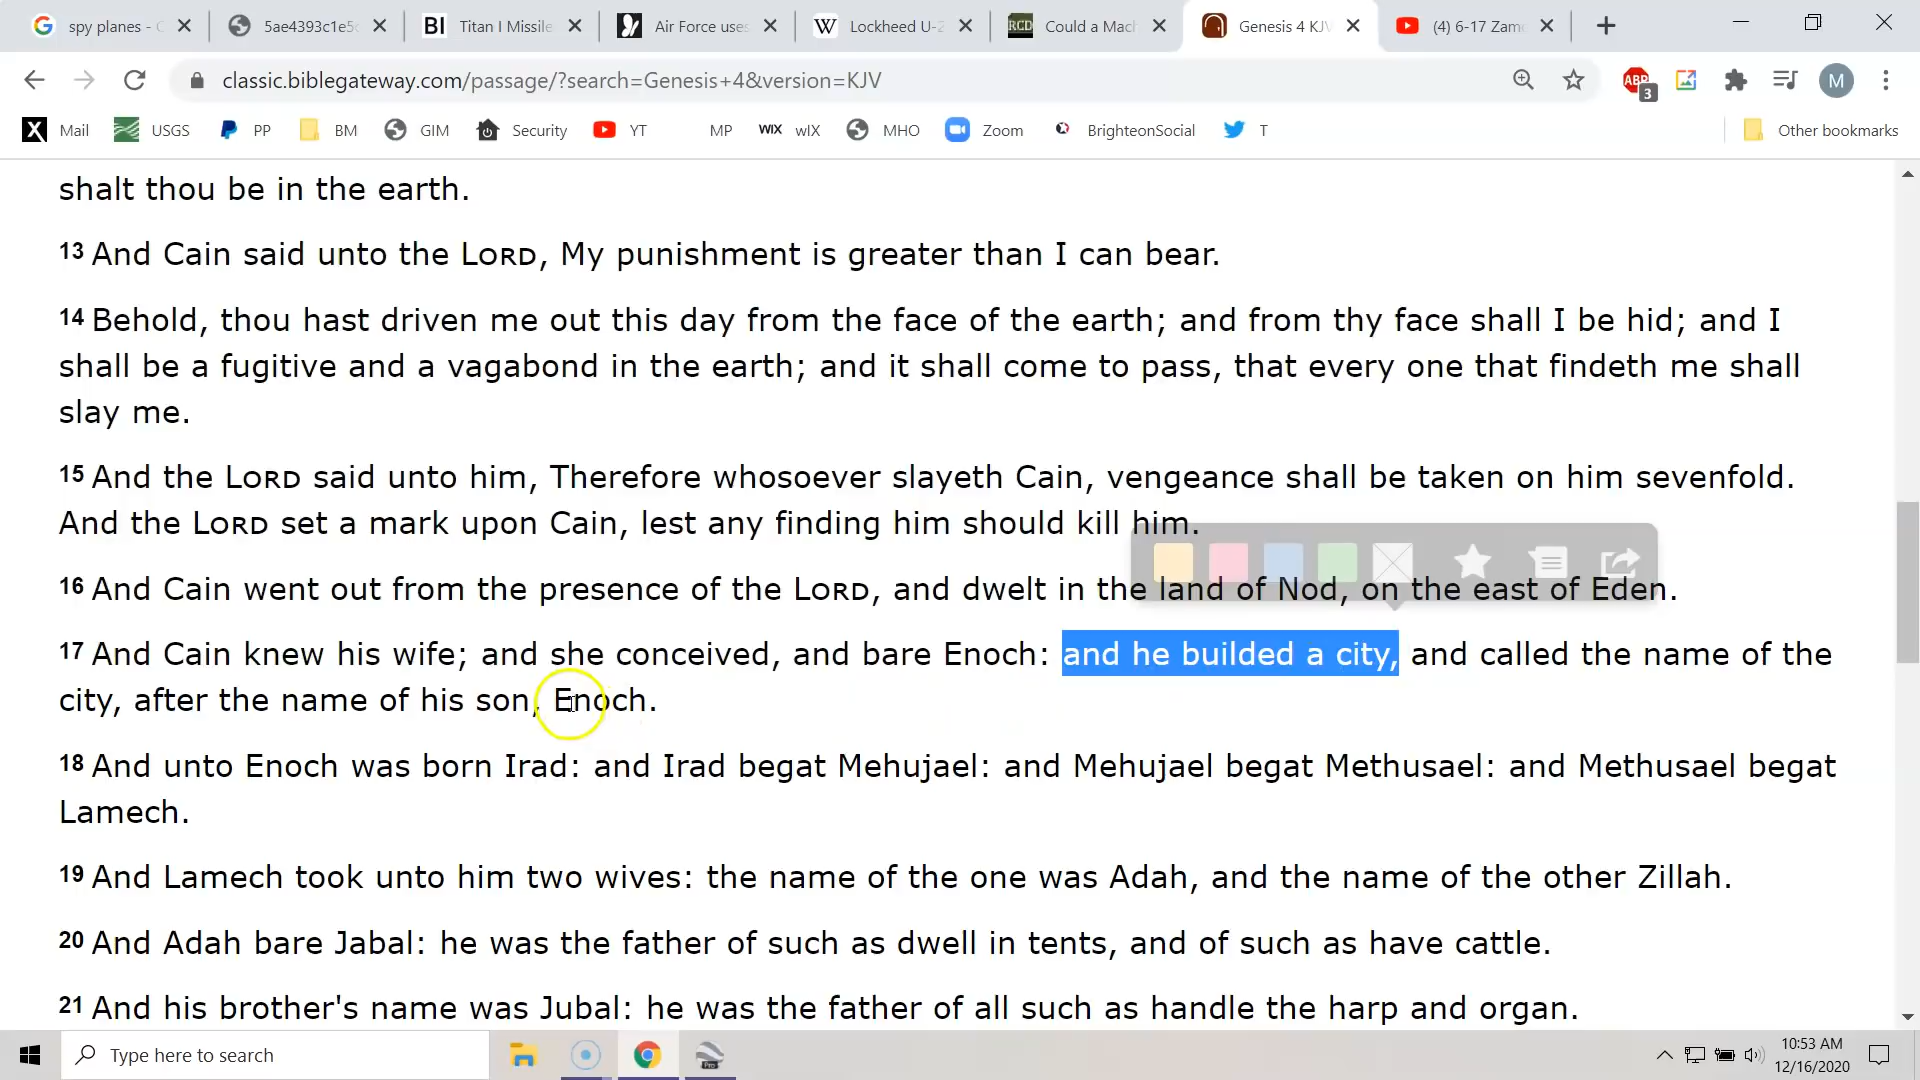 spy planes - G
5ae4393c1e5c
BI Titan I Missile
Air Force uses
W Lockheed U-2
RCD Could a Mach
Genesis 4 KJV
(4) 6-17 Zamo
classic.biblegateway.com/passage/?search=Genesis+4&version=KJV
ABP 3 M
X Mail USGS PP BM GIM Security YT MP WIX wIX MHO Zoom BrighteonSocial T Other bookmarks
shalt thou be in the earth.
13 And Cain said unto the LORD, My punishment is greater than I can bear.
14 Behold, thou hast driven me out this day from the face of the earth; and from thy face shall I be hid; and I
shall be a fugitive and a vagabond in the earth; and it shall come to pass, that every one that findeth me shall
slay me.
15 And the LORD said unto him, Therefore whosoever slayeth Cain, vengeance shall be taken on him sevenfold.
And the LORD set a mark upon Cain, lest any finding him should kill him.
16 And Cain went out from the presence of the LORD, and dwelt in the land of Nod, on the east of Eden.
17 And Cain knew his wife; and she conceived, and bare Enoch: and he builded a city, and called the name of the
city, after the name of his son, Enoch.
18 And unto Enoch was born Irad: and Irad begat Mehujael: and Mehujael begat Methusael: and Methusael begat
Lamech.
19 And Lamech took unto him two wives: the name of the one was Adah, and the name of the other Zillah.
20 And Adah bare Jabal: he was the father of such as dwell in tents, and of such as have cattle.
21 And his brother's name was Jubal: he was the father of all such as handle the harp and organ.
Type here to search
10:53 AM
12/16/2020